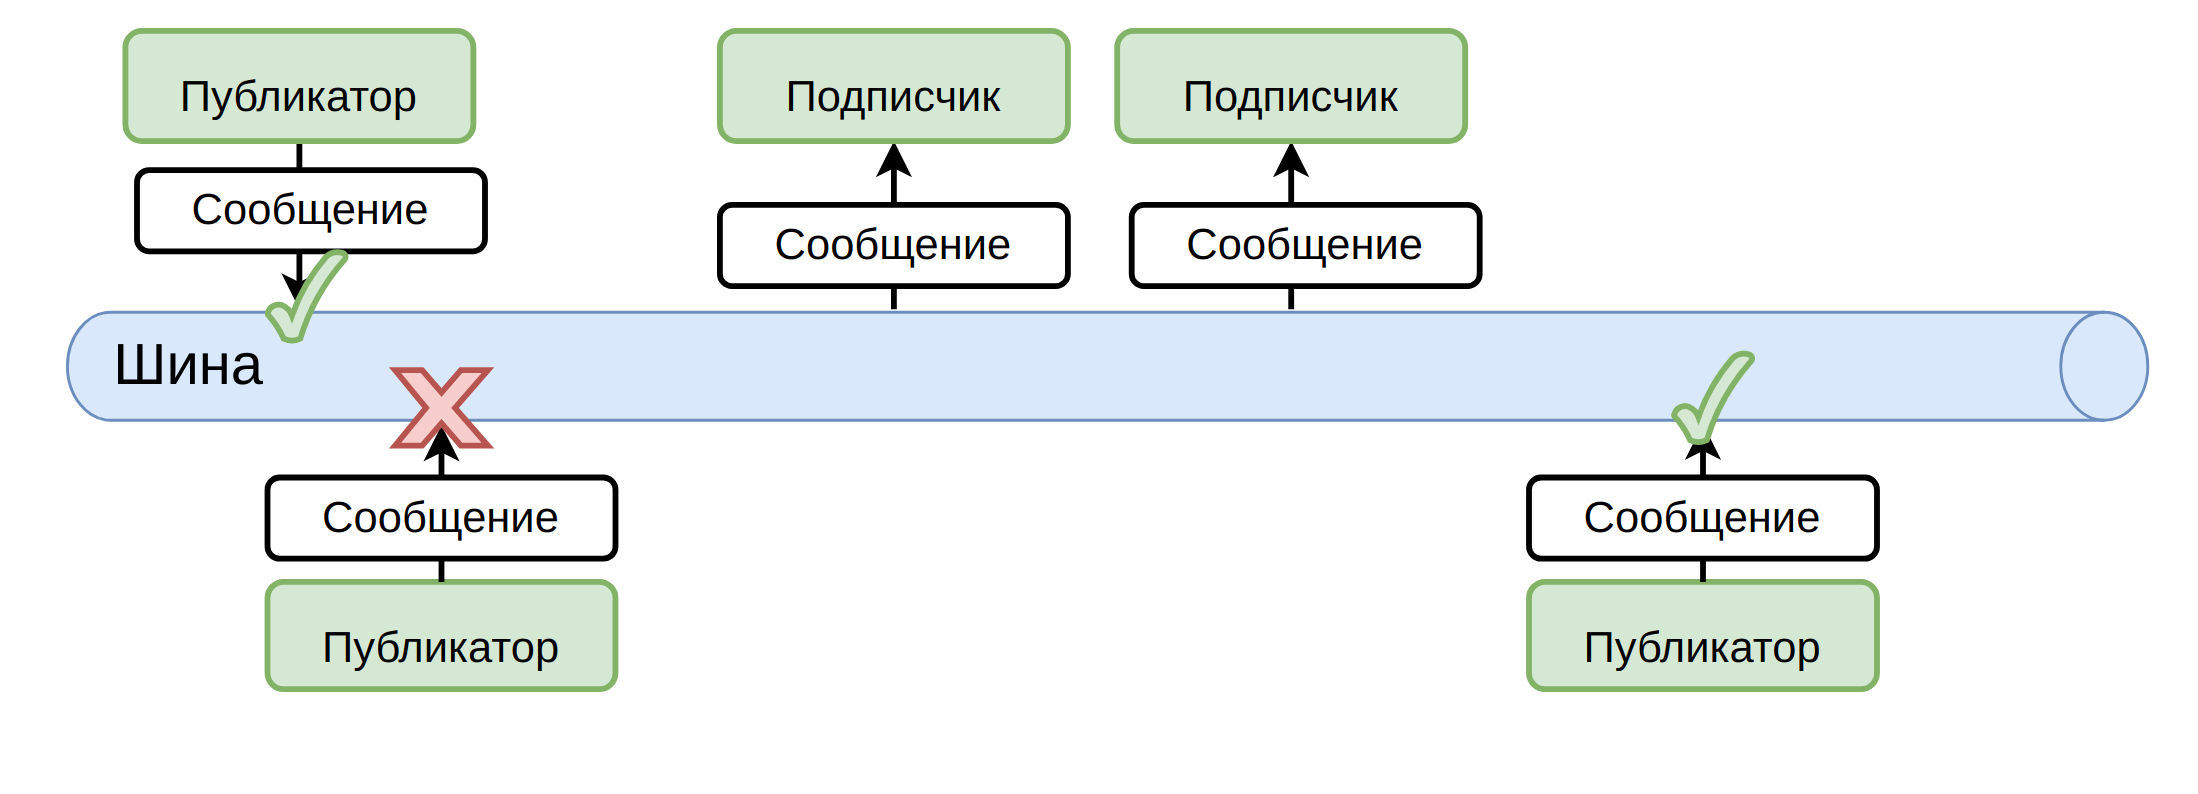 Публикатор
Подписчик
Подписчик
Сообщение
Сообщение
Сообщение
Шина
Сообщение
Сообщение
Публикатор
Публикатор